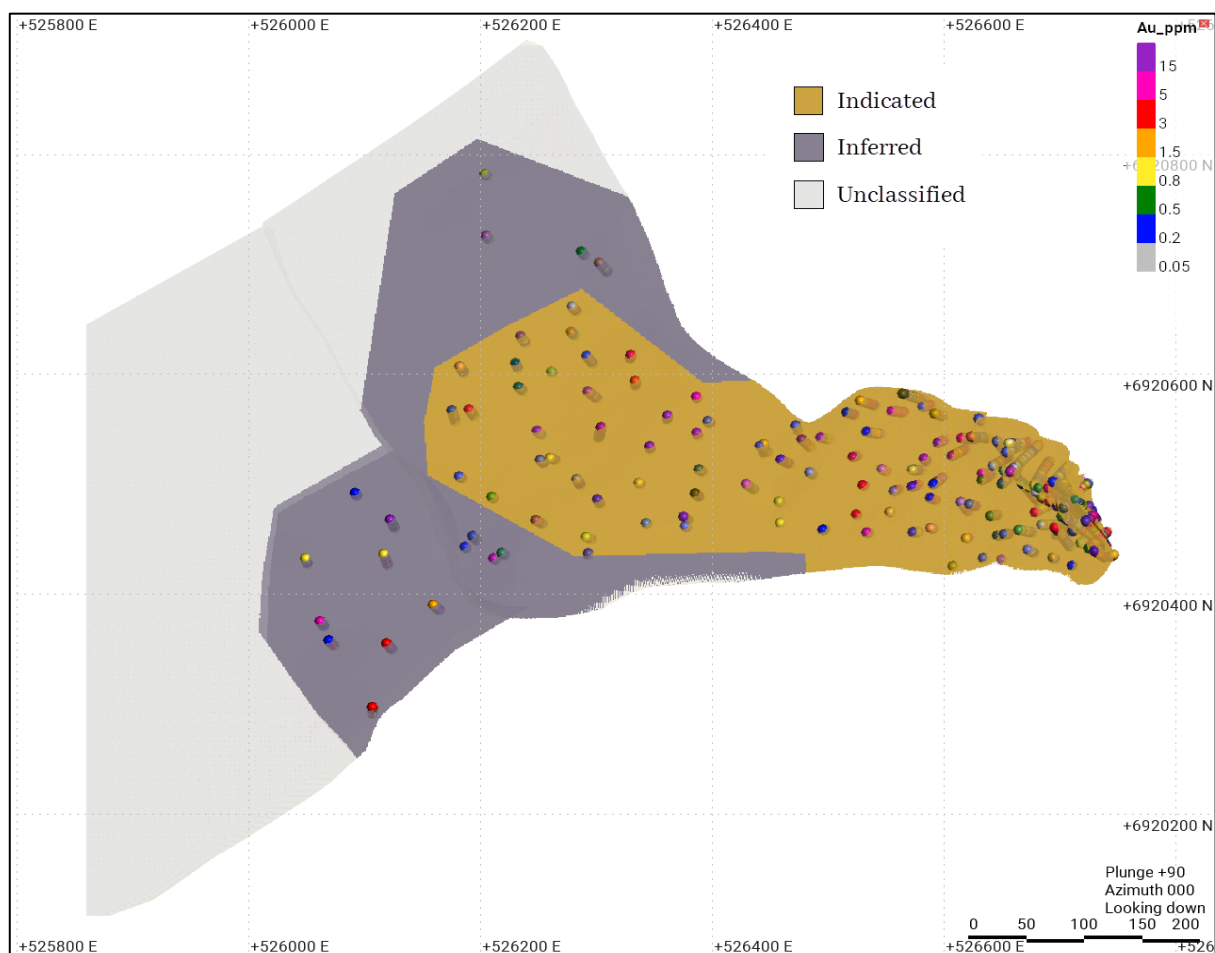 +525800 E
+526000 E
+526200 E
+526400 E
+526600 E
Au_ppm
15
5
3
1.5
0.8
0.5
0.2
0.05
Indicated
Inferred
Unclassified
+6920800 N
+6920600 N
+6920400 N
+6920200 N
Plunge +90
Azimuth 000
Looking down
0 50 100 150 200
+525800 E
+526000 E
+526200 E
+526400 E
+526600 E
+526